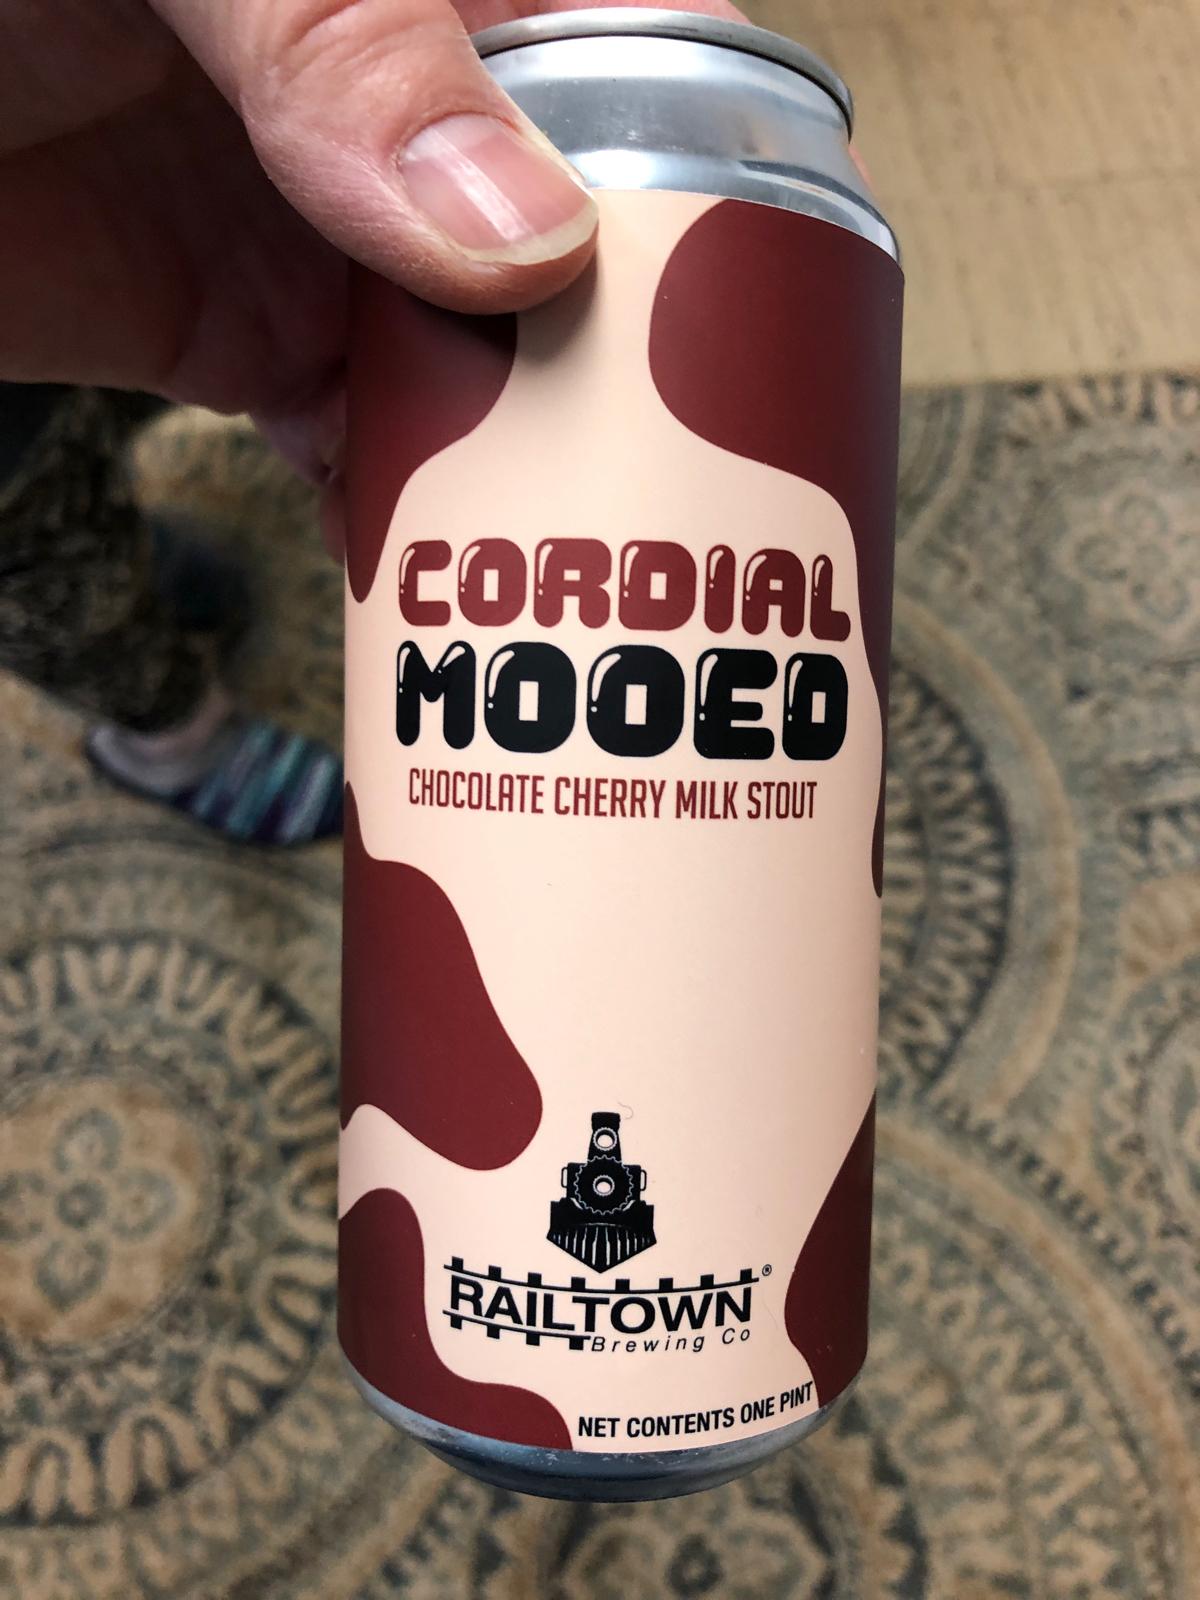 CORDIAL
MOOED
CHOCOLATE CHERRY MILK STOUT
RAILTOWN®
Brewing Co
NET CONTENTS ONE PINT